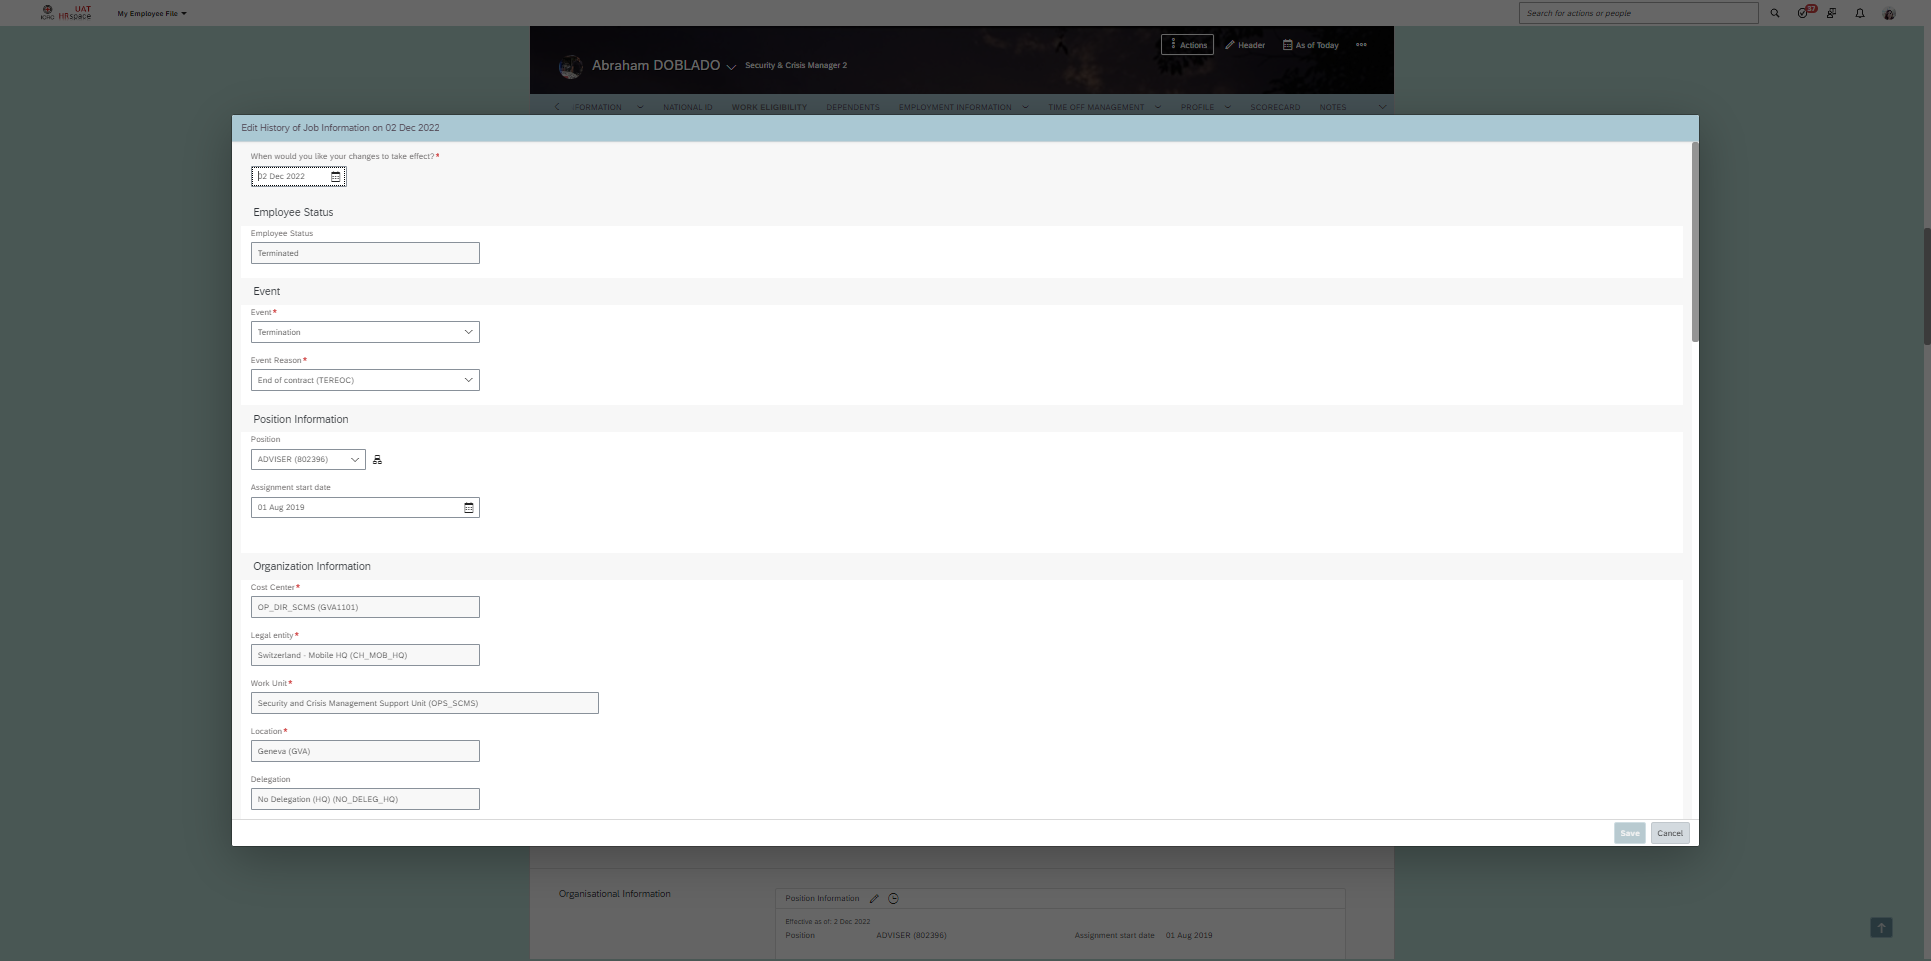 ICRC
UAT
HRspace
My Employee File
Search for actions or people
37
Actions
Header
As of Today
Abraham DOBLADO
Security & Crisis Manager 2
FORMATION
NATIONAL ID
WORK ELIGIBILITY
DEPENDENTS
EMPLOYMENT INFORMATION
TIME OFF MANAGEMENT
PROFILE
SCORECARD
NOTES
Edit History of Job Information on 02 Dec 2022
When would you like your changes to take effect?*
02 Dec 2022
Employee Status
Employee Status
Terminated
Event
Event*
Termination
Event Reason*
End of contract (TEREOC)
Position Information
Position
ADVISER (802396)
Assignment start date
01 Aug 2019
Organization Information
Cost Center*
OP_DIR_SCMS (GVA1101)
Legal entity*
Switzerland - Mobile HQ (CH_MOB_HQ)
Work Unit*
Security and Crisis Management Support Unit (OPS_SCMS)
Location*
Geneva (GVA)
Delegation
No Delegation (HQ) (NO_DELEG_HQ)
Save
Cancel
Organisational Information
Position Information
Effective as of: 2 Dec 2022
Position
ADVISER (802396)
Assignment start date
01 Aug 2019